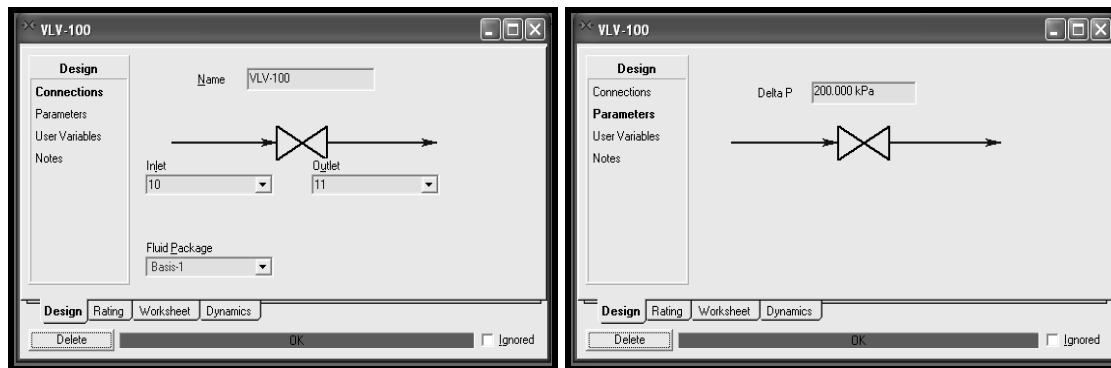 VLV-100
Design
Connections
Parameters
User Variables
Notes
Name VLV-100
Inlet Outlet
10 11
Fluid Package
Basis-1
Design Rating Worksheet Dynamics
Delete OK Ignored
VLV-100
Design
Connections
Parameters
User Variables
Notes
Delta P 200.000 kPa
Design Rating Worksheet Dynamics
Delete OK Ignored